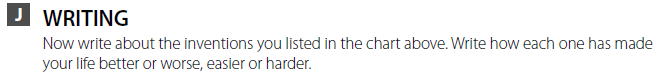 J WRITING
Now write about the inventions you listed in the chart above. Write how each one has made
your life better or worse, easier or harder.